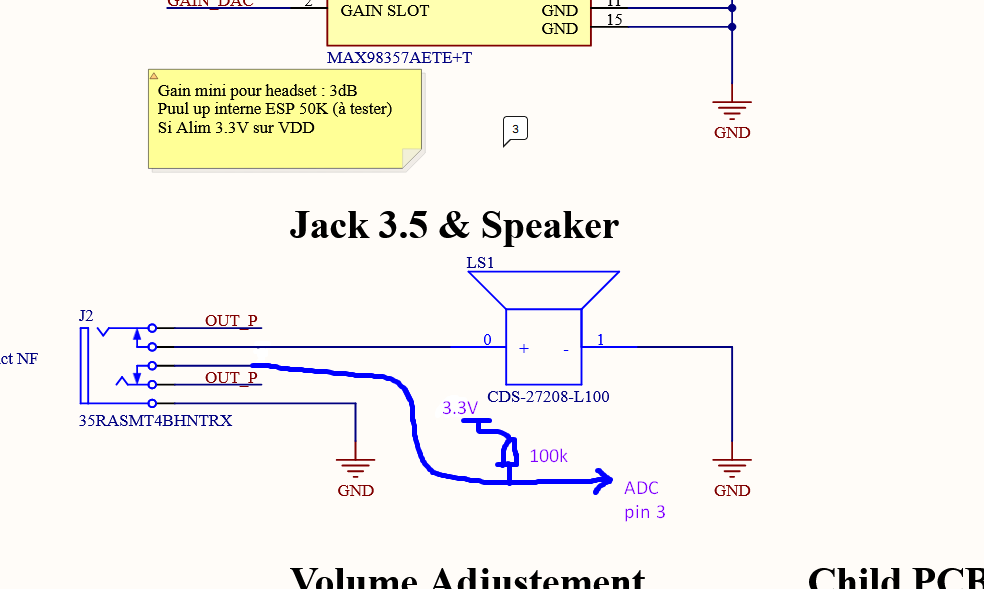 GAIN_DAC
2
GAIN SLOT
GND
11
GND
15
MAX98357AETE+T
Gain mini pour headset : 3dB
Puul up interne ESP 50K (à tester)
Si Alim 3.3V sur VDD
3
GND
Jack 3.5 & Speaker
LS1
J2
OUT_P
0
+
-
1
ct NF
OUT_P
CDS-27208-L100
3.3V
35RASMT4BHNTRX
100k
GND
ADC
pin 3
GND
Volume Adjustement
Child PCB